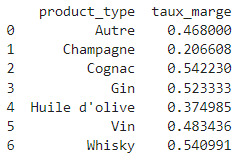 product_type taux_marge
0 Autre 0.468000
1 Champagne 0.206608
2 Cognac 0.542230
3 Gin 0.523333
4 Huile d'olive 0.374985
5 Vin 0.483436
6 Whisky 0.540991